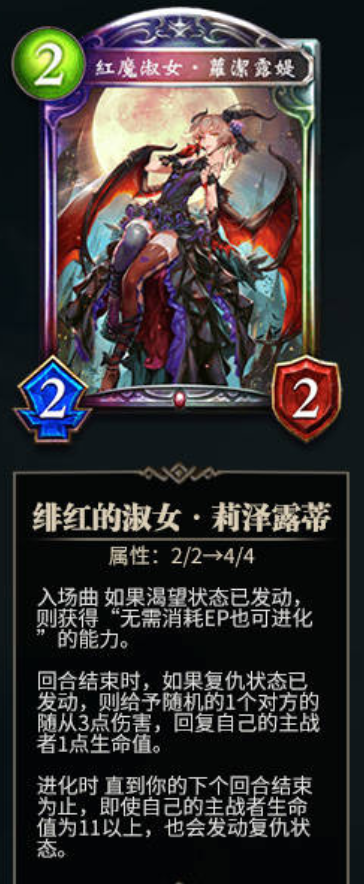 2
紅魔淑女・蘿潔露媞
2
2
绯红的淑女・莉泽露蒂
属性：2/2→4/4
入场曲 如果渴望状态已发动，
则获得“无需消耗EP也可进化
”的能力。
回合结束时，如果复仇状态已
发动，则给予随机的1个对方的
随从3点伤害，回复自己的主战
者1点生命值。
进化时 直到你的下个回合结束
为止，即使自己的主战者生命
值为11以上，也会发动复仇状
态。